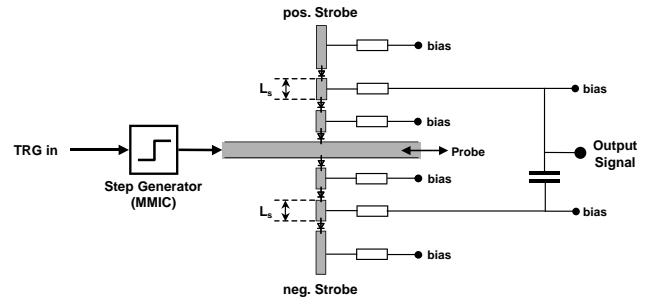 pos. Strobe
bias
Ls
bias
bias
TRG in
Probe
Output
Signal
Step Generator
(MMIC)
bias
Ls
bias
bias
neg. Strobe